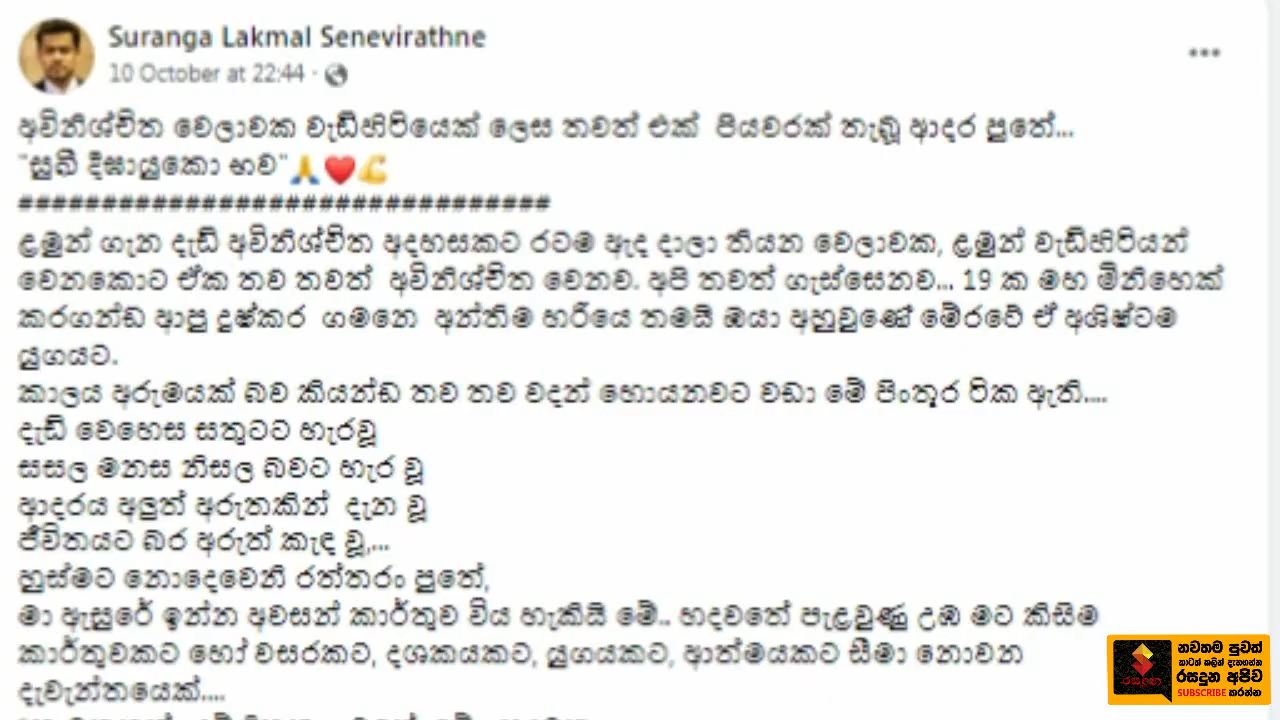 Suranga Lakmal Senevirathne
10 October at 22:44 ·
අවිනිශ්චිත වෙලාවක වැඩිහිටියෙක් ලෙස තවත් එක් පියවරක් තැබූ ආදර පුතේ...
"සුඛී දීඝායුකො භව"🙏❤️💪
################################
ළමුන් ගැන දැඩි අවිනිශ්චිත අදහසකට රටම ඇද දාලා තියන වෙලාවක, ළමුන් වැඩිහිටියන්
වෙනකොට ඒක තව තවත් අවිනිශ්චිත වෙනව. අපි තවත් ගැස්සෙනව... 19 ක මහ මිනිහෙක්
කරගන්ඩ ආපු දුෂ්කර ගමනෙ අන්තිම හරියෙ තමයි ඔයා අහුවුණේ මේරටේ ඒ අශිෂ්ටම
යුගයට.
කාලය අරුමයක් බව කියන්ඩ තව තව වදන් හොයනවට වඩා මේ පිංතූර ටික ඇති....
දැඩි වෙහෙස සතුටට හැරවූ
සසල මනස නිසල බවට හැර වූ
ආදරය අලුත් අරුතකින් දැන වූ
ජීවිතයට බර අරුත් කැඳ වූ,...
හුස්මට නොදෙවෙනි රත්තරං පුතේ,
මා ඇසුරේ ඉන්න අවසන් කාර්තුව විය හැකියි මේ.. හදවතේ පැළවුණු උඹ මට කිසිම
කාර්තුවකට හෝ වසරකට, දශකයකට, යුගයකට, ආත්මයකට සීමා නොවන
දැවැන්තයෙක්....
නවතම පුවත්
කාටත් කලින් දැනගන්න
රසදුන අපිව
SUBSCRIBE කරන්න
රසදුන